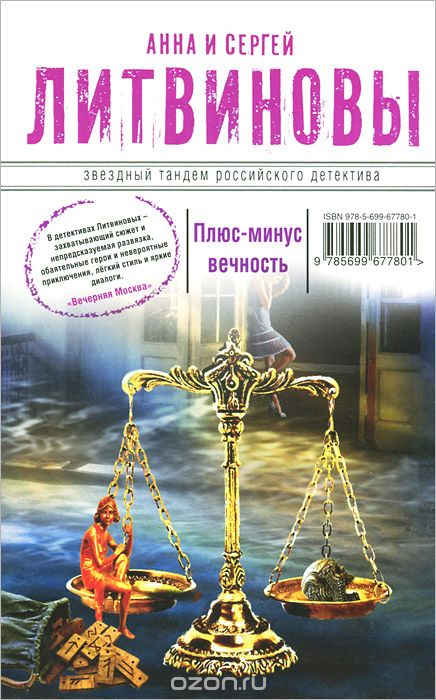 АННА И СЕРГЕЙ
ЛИТВИНОВЫ
звездный тандем российского детектива
В детективах Литвиновых –
захватывающий сюжет и
непредсказуемая развязка,
обаятельные герои и невероятные
приключения, лёгкий стиль и яркие
диалоги.
«Вечерняя Москва»
Плюс-минус
вечность
ISBN 978-5-699-67780-1
9 785699 677801 >
ozon.ru